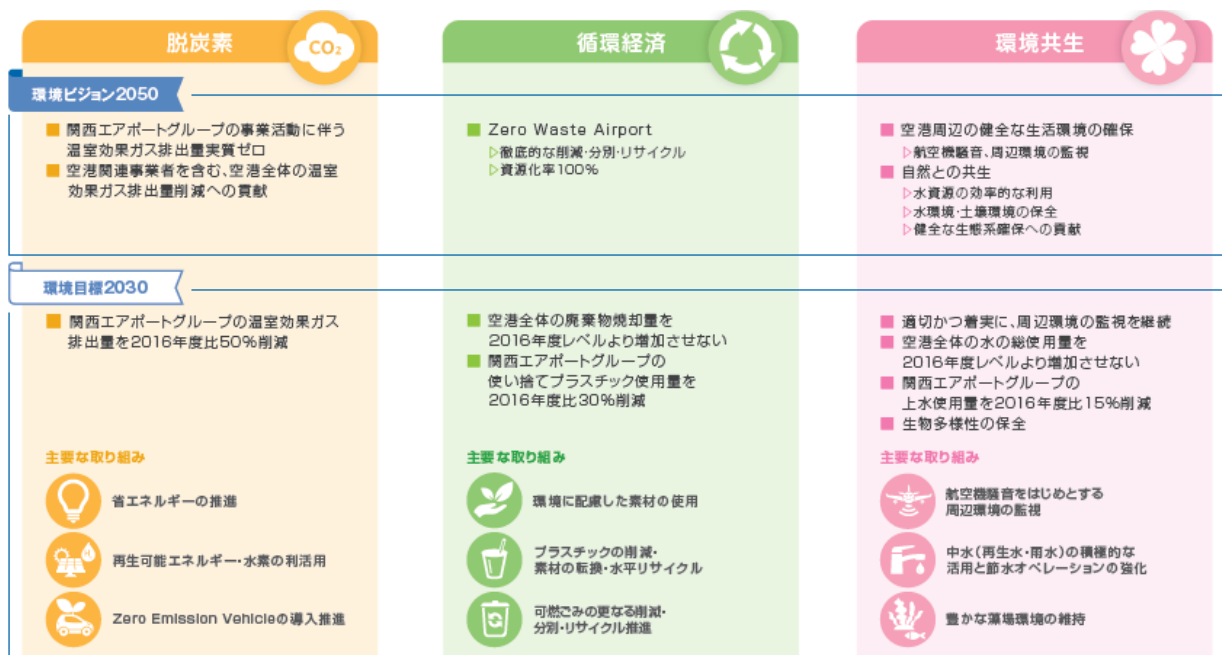 脱炭素
CO₂
循環経済
環境共生
環境ビジョン2050
■ 関西エアポートグループの事業活動に伴う
温室効果ガス排出量実質ゼロ
■ 空港関連事業者を含む、空港全体の温室
効果ガス排出量削減への貢献
■ Zero Waste Airport
▷徹底的な削減・分別・リサイクル
▷資源化率100%
■ 空港周辺の健全な生活環境の確保
▷航空機騒音、周辺環境の監視
■ 自然との共生
▷水資源の効率的な利用
▷水環境・土壌環境の保全
▷健全な生態系確保への貢献
環境目標2030
■ 関西エアポートグループの温室効果ガス
排出量を2016年度比50%削減
■ 空港全体の廃棄物焼却量を
2016年度レベルより増加させない
■ 関西エアポートグループの
使い捨てプラスチック使用量を
2016年度比30%削減
■ 適切かつ着実に、周辺環境の監視を継続
■ 空港全体の水の総使用量を
2016年度レベルより増加させない
■ 関西エアポートグループの
上水使用量を2016年度比15%削減
■ 生物多様性の保全
主要な取り組み
省エネルギーの推進
再生可能エネルギー・水素の利活用
Zero Emission Vehicleの導入推進
主要な取り組み
環境に配慮した素材の使用
プラスチックの削減・
素材の転換・水平リサイクル
可燃ごみの更なる削減・
分別・リサイクル推進
主要な取り組み
航空機騒音をはじめとする
周辺環境の監視
中水(再生水・雨水)の積極的な
活用と節水オペレーションの強化
豊かな藻場環境の維持